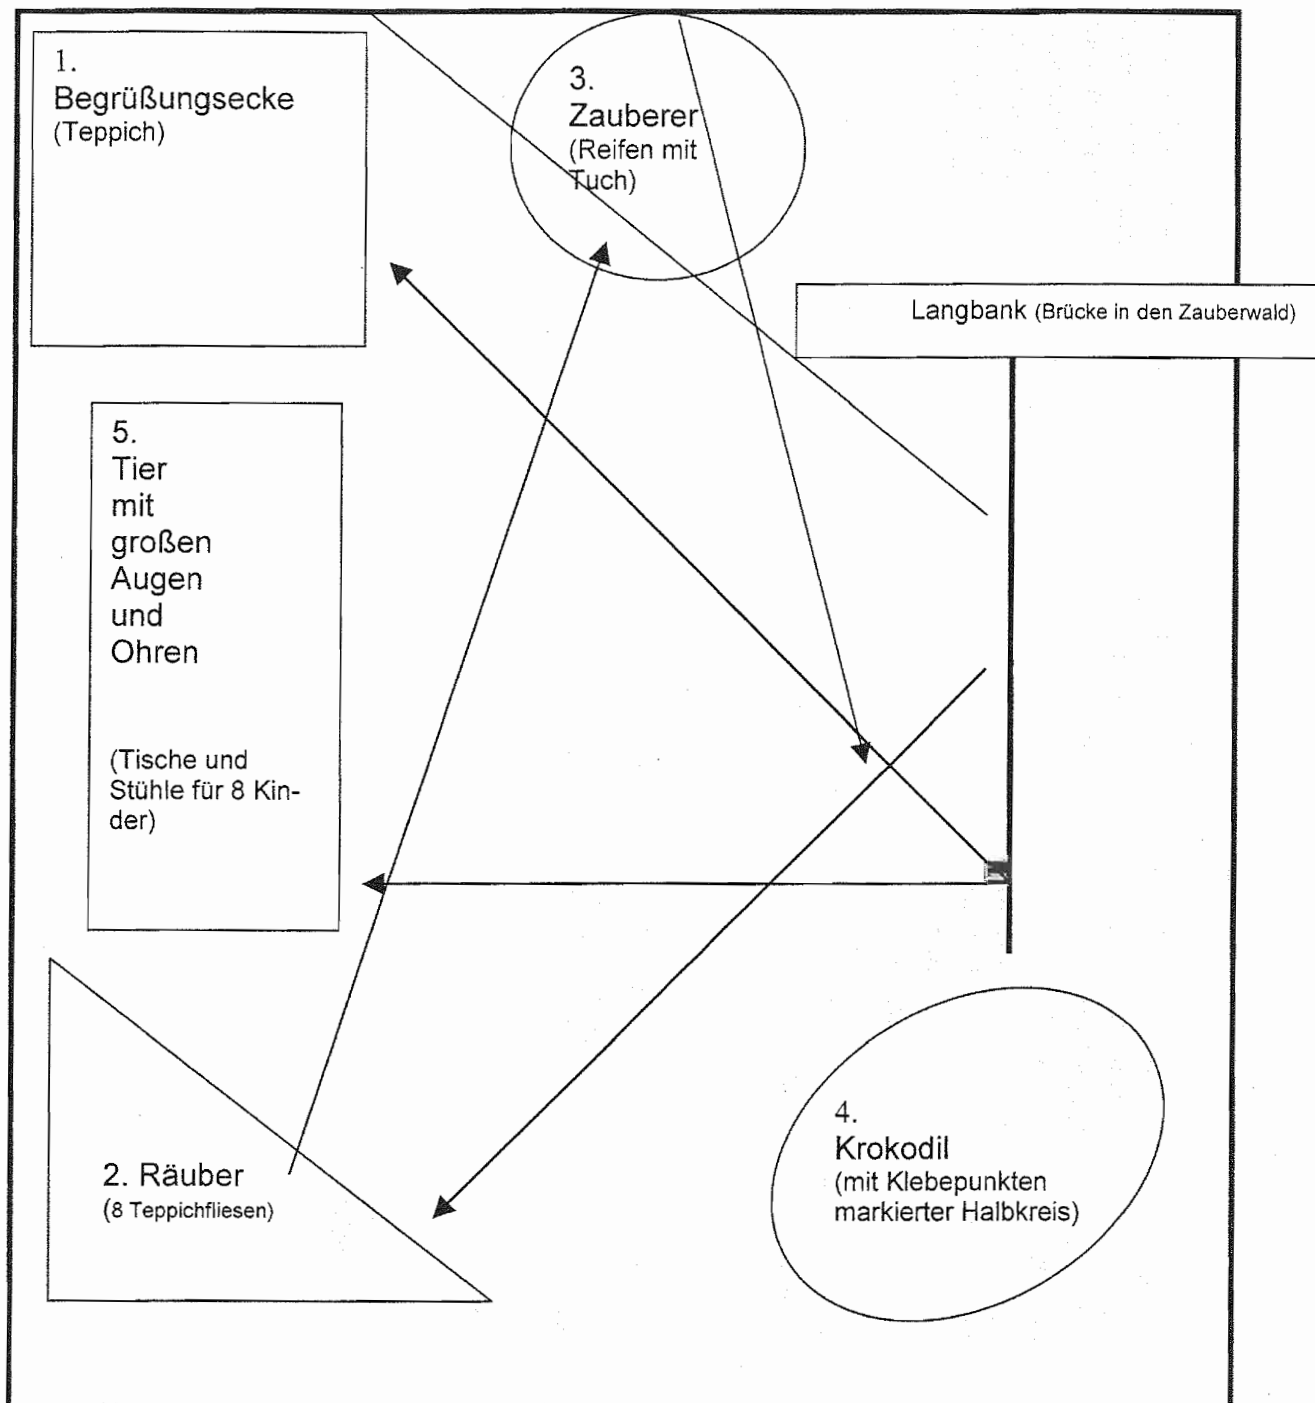 1.
Begrüßungsecke
(Teppich)
3.
Zauberer
(Reifen mit
Tuch)
Langbank (Brücke in den Zauberwald)
5.
Tier
mit
großen
Augen
und
Ohren
(Tische und
Stühle für 8 Kin-
der)
2. Räuber
(8 Teppichfliesen)
4.
Krokodil
(mit Klebepunkten
markierter Halbkreis)